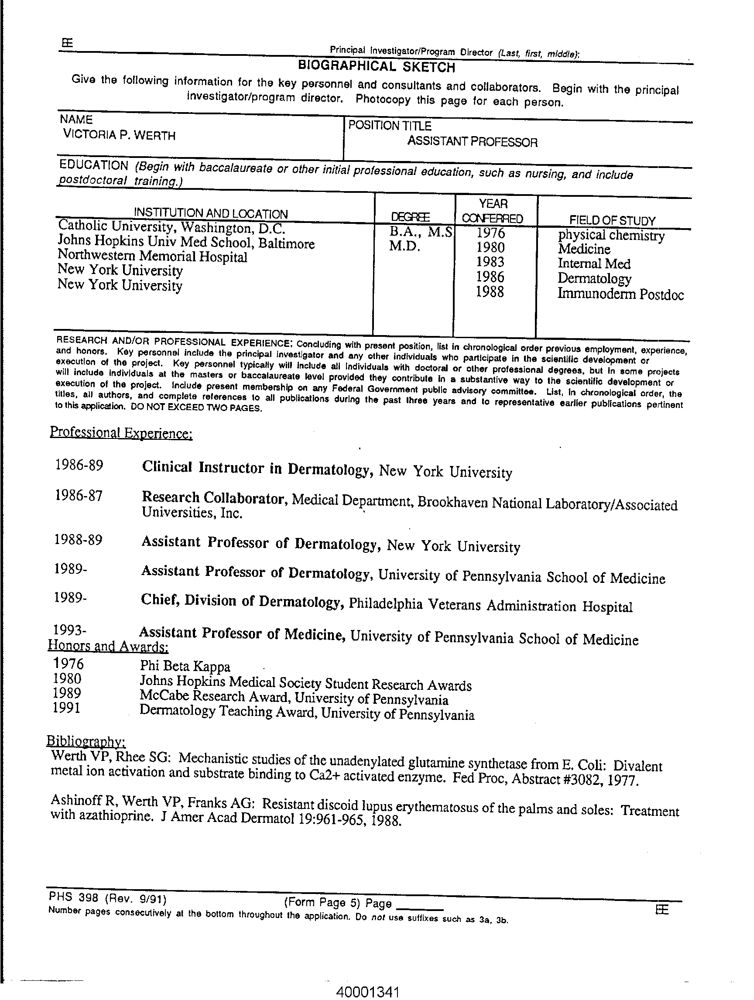 EE
Principal Investigator/Program Director (Last, first, middle):
BIOGRAPHICAL SKETCH
Give the following information for the key personnel and consultants and collaborators. Begin with the principal
investigator/program director. Photocopy this page for each person.
NAME
VICTORIA P. WERTH
POSITION TITLE
ASSISTANT PROFESSOR
EDUCATION (Begin with baccalaureate or other initial professional education, such as nursing, and include
postdoctoral training.)
INSTITUTION AND LOCATION DEGREE YEAR CONFERRED FIELD OF STUDY
Catholic University, Washington, D.C. B.A., M.S 1976 physical chemistry
Johns Hopkins Univ Med School, Baltimore M.D. 1980 Medicine
Northwestern Memorial Hospital 1983 Internal Med
New York University 1986 Dermatology
New York University 1988 Immunoderm Postdoc
RESEARCH AND/OR PROFESSIONAL EXPERIENCE: Concluding with present position, list in chronological order previous employment, experience,
and honors. Key personnel include the principal investigator and any other individuals who participate in the scientific development or
execution of the project. Key personnel typically will include all individuals with doctoral or other professional degrees, but in some projects
will include individuals at the masters or baccalaureate level provided they contribute in a substantive way to the scientific development or
execution of the project. Include present membership on any Federal Government public advisory committee. List, in chronological order, the
titles, all authors, and complete references to all publications during the past three years and to representative earlier publications pertinent
to this application. DO NOT EXCEED TWO PAGES.
Professional Experience:
1986-89 Clinical Instructor in Dermatology, New York University
1986-87 Research Collaborator, Medical Department, Brookhaven National Laboratory/Associated
Universities, Inc.
1988-89 Assistant Professor of Dermatology, New York University
1989- Assistant Professor of Dermatology, University of Pennsylvania School of Medicine
1989- Chief, Division of Dermatology, Philadelphia Veterans Administration Hospital
1993- Assistant Professor of Medicine, University of Pennsylvania School of Medicine
Honors and Awards:
1976 Phi Beta Kappa
1980 Johns Hopkins Medical Society Student Research Awards
1989 McCabe Research Award, University of Pennsylvania
1991 Dermatology Teaching Award, University of Pennsylvania
Bibliography:
Werth VP, Rhee SG: Mechanistic studies of the unadenylated glutamine synthetase from E. Coli: Divalent
metal ion activation and substrate binding to Ca2+ activated enzyme. Fed Proc, Abstract #3082, 1977.
Ashinoff R, Werth VP, Franks AG: Resistant discoid lupus erythematosus of the palms and soles: Treatment
with azathioprine. J Amer Acad Dermatol 19:961-965, 1988.
PHS 398 (Rev. 9/91) (Form Page 5) Page ______ EE
Number pages consecutively at the bottom throughout the application. Do not use suffixes such as 3a, 3b.
40001341